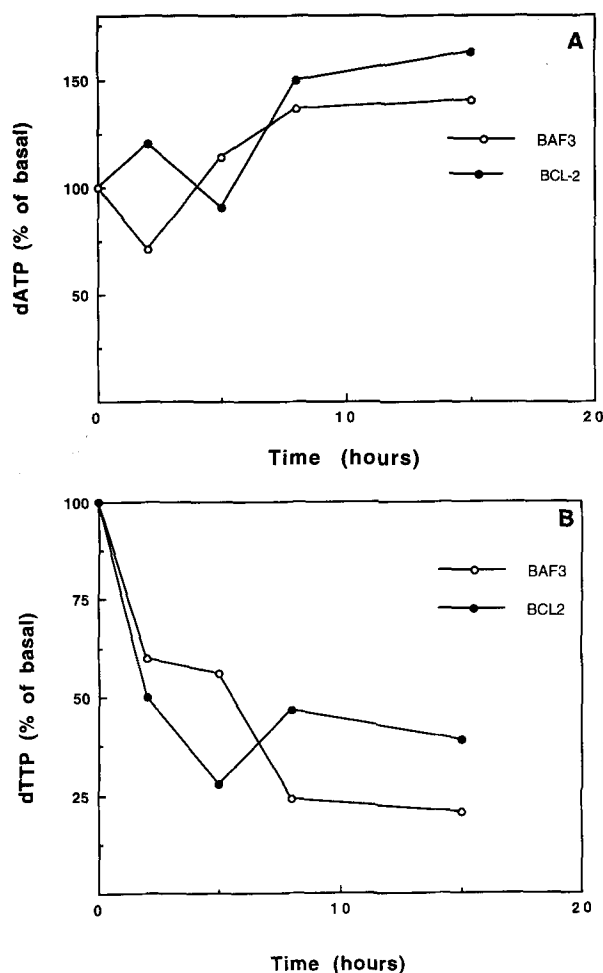 A
dATP (% of basal)
150
100
50
BAF3
BCL-2
0 10 20
Time (hours)
B
dTTP (% of basal)
100
75
50
25
BAF3
BCL2
0 10 20
Time (hours)